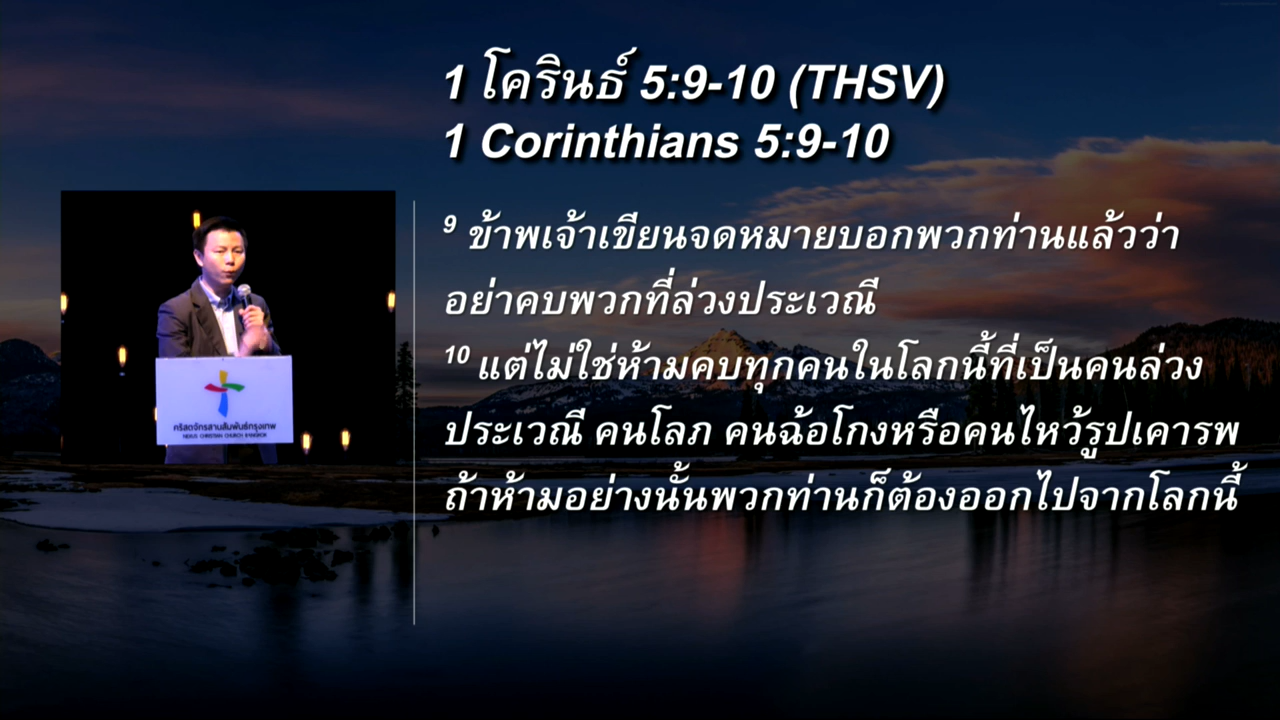 1 โครินธ์ 5:9-10 (THSV)
1 Corinthians 5:9-10
9 ข้าพเจ้าเขียนจดหมายบอกพวกท่านแล้วว่า
อย่าคบพวกที่ล่วงประเวณี
10 แต่ไม่ใช่ห้ามคบทุกคนในโลกนี้ที่เป็นคนล่วง
ประเวณี คนโลภ คนฉ้อโกงหรือคนไหว้รูปเคารพ
ถ้าห้ามอย่างนั้นพวกท่านก็ต้องออกไปจากโลกนี้
คริสตจักรสานสัมพันธ์กรุงเทพ
NEXUS CHRISTIAN CHURCH BANGKOK